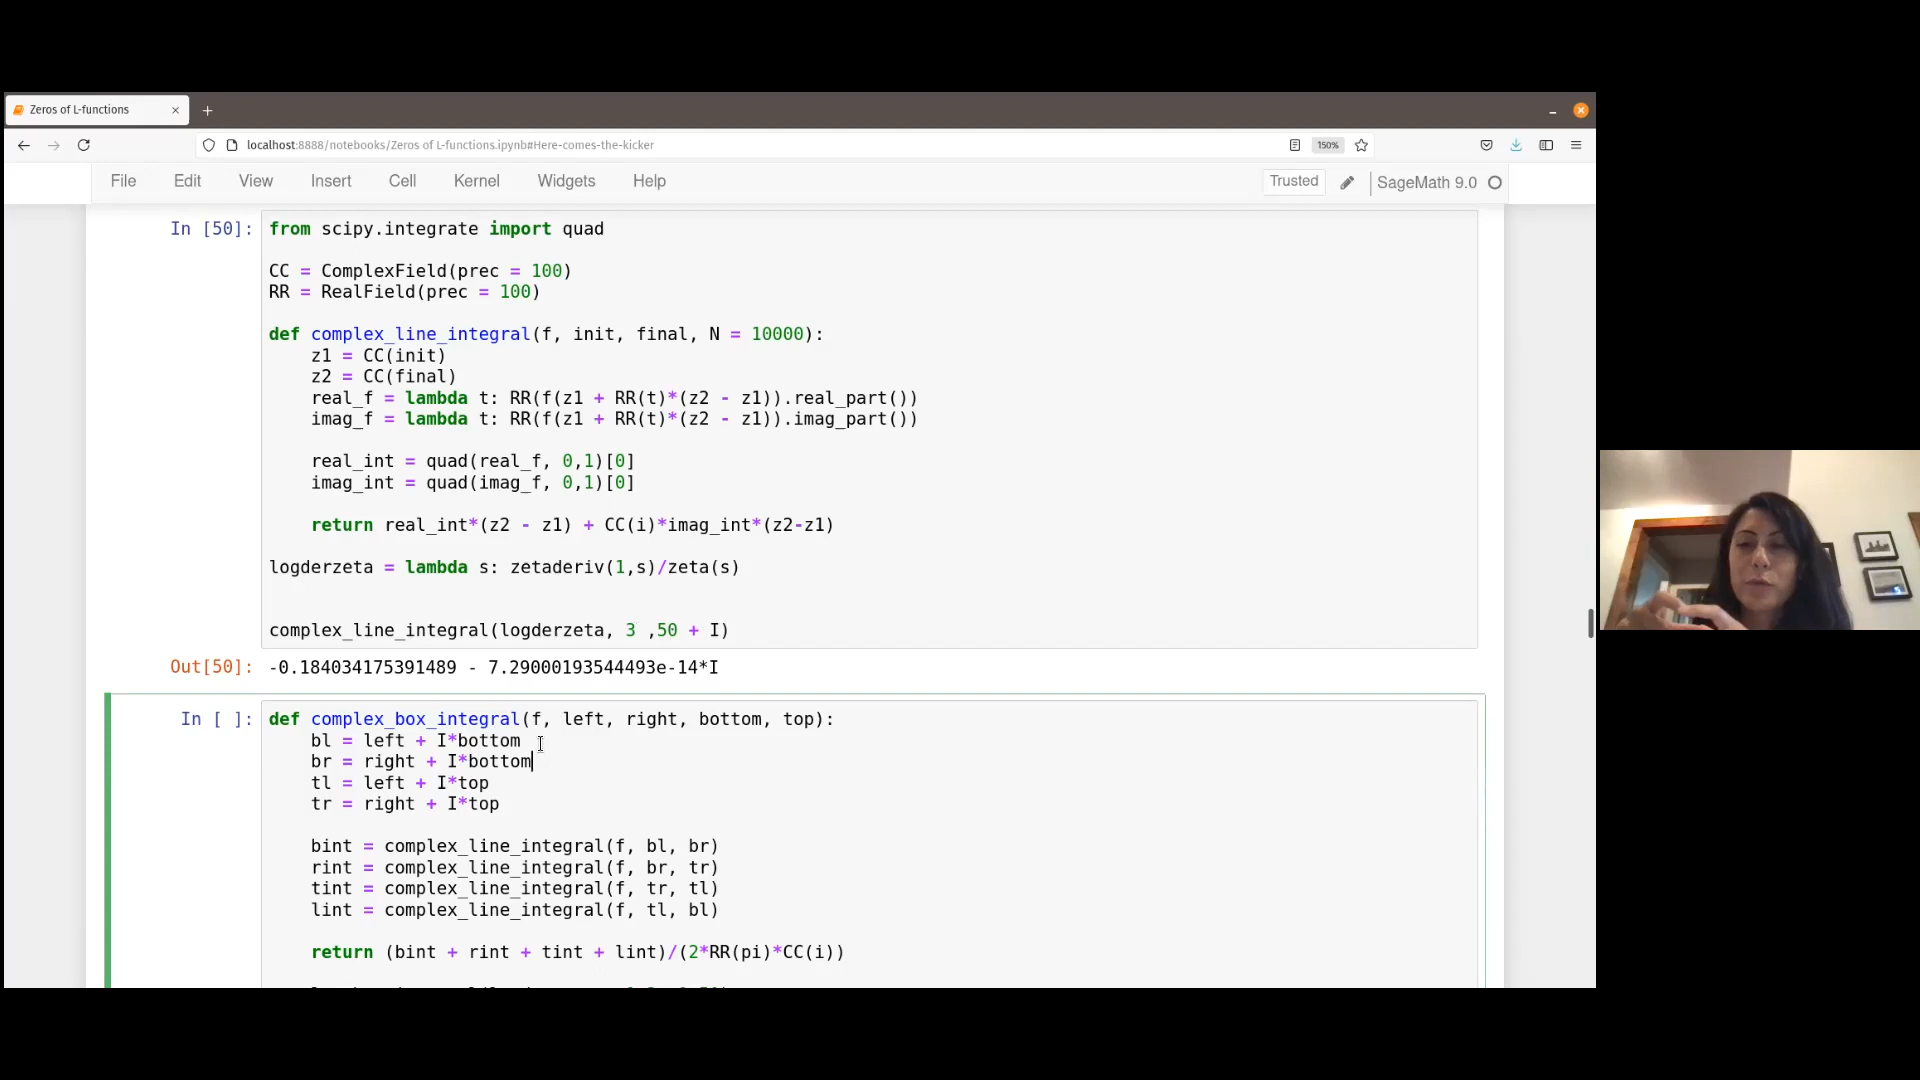 Zeros of L-functions
localhost:8888/notebooks/Zeros of L-functions.ipynb#Here-comes-the-kicker
150%
File Edit View Insert Cell Kernel Widgets Help
Trusted
SageMath 9.0
In [50]:
from scipy.integrate import quad
CC = ComplexField(prec = 100)
RR = RealField(prec = 100)
def complex_line_integral(f, init, final, N = 10000):
z1 = CC(init)
z2 = CC(final)
real_f = lambda t: RR(f(z1 + RR(t)*(z2 - z1)).real_part())
imag_f = lambda t: RR(f(z1 + RR(t)*(z2 - z1)).imag_part())
real_int = quad(real_f, 0,1)[0]
imag_int = quad(imag_f, 0,1)[0]
return real_int*(z2 - z1) + CC(i)*imag_int*(z2-z1)
logderzeta = lambda s: zetaderiv(1,s)/zeta(s)
complex_line_integral(logderzeta, 3 ,50 + I)
Out[50]:
-0.184034175391489 - 7.29000193544493e-14*I
In [ ]:
def complex_box_integral(f, left, right, bottom, top):
bl = left + I*bottom
br = right + I*bottom
tl = left + I*top
tr = right + I*top
bint = complex_line_integral(f, bl, br)
rint = complex_line_integral(f, br, tr)
tint = complex_line_integral(f, tr, tl)
lint = complex_line_integral(f, tl, bl)
return (bint + rint + tint + lint)/(2*RR(pi)*CC(i))